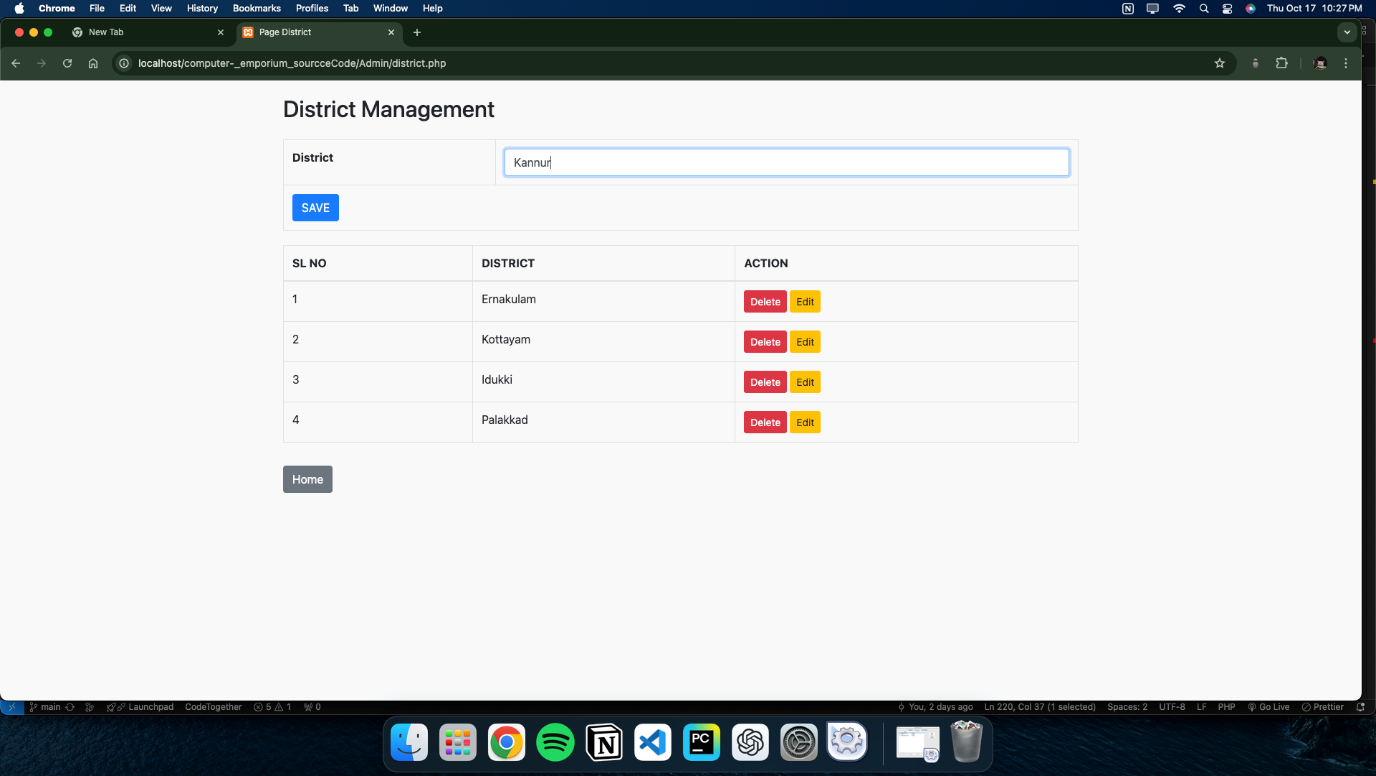 Chrome File Edit View History Bookmarks Profiles Tab Window Help Thu Oct 17 10:27 PM
New Tab Page District
localhost/computer-_emporium_sourcceCode/Admin/district.php
District Management
District Kannur
SAVE
SL NO DISTRICT ACTION
1 Ernakulam Delete Edit
2 Kottayam Delete Edit
3 Idukki Delete Edit
4 Palakkad Delete Edit
Home
main Launchpad CodeTogether 5 1 0 You, 2 days ago Ln 220, Col 37 (1 selected) Spaces: 2 UTF-8 LF PHP Go Live Prettier
PC